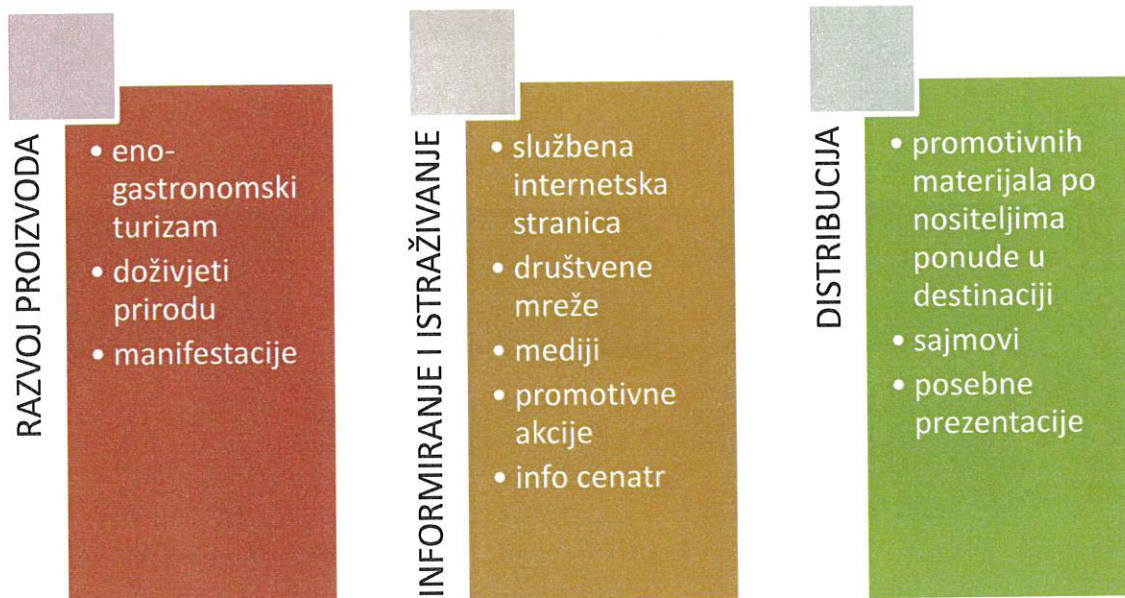 RAZVOJ PROIZVODA
• eno-
gastronomski
turizam
• doživjeti
prirodu
• manifestacije
INFORMIRANJE I ISTRAŽIVANJE
• službena
internetska
stranica
• društvene
mreže
• mediji
• promotivne
akcije
• info cenatr
DISTRIBUCIJA
• promotivnih
materijala po
nositeljima
ponude u
destinaciji
• sajmovi
• posebne
prezentacije